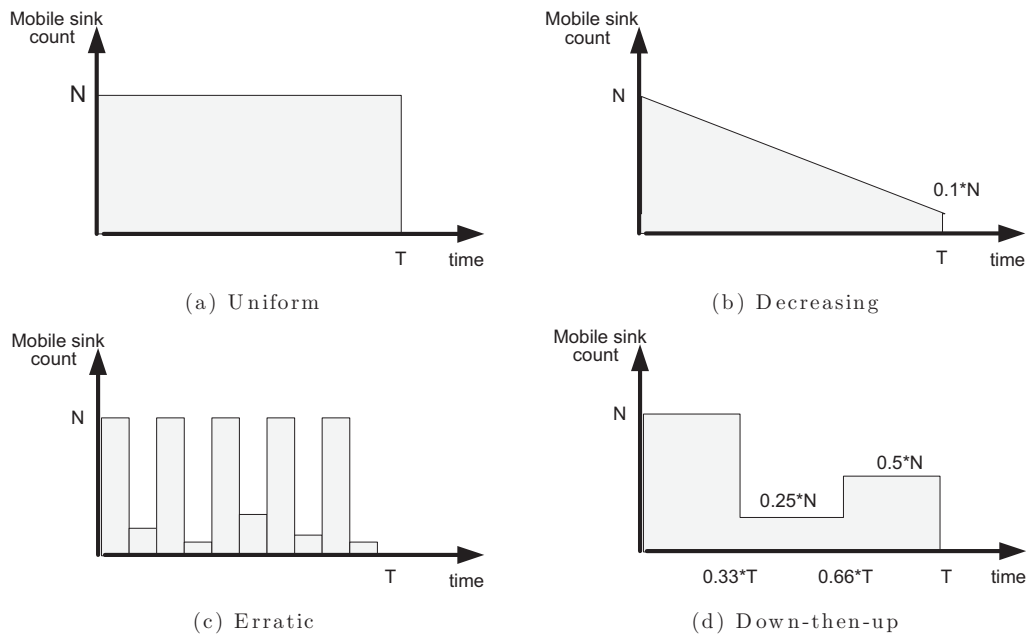 Mobile sink
count
N
T
time
(a) Uniform
Mobile sink
count
N
0.1*N
T
time
(b) Decreasing
Mobile sink
count
N
T
time
(c) Erratic
Mobile sink
count
N
0.5*N
0.25*N
0.33*T
0.66*T
T
time
(d) Down-then-up